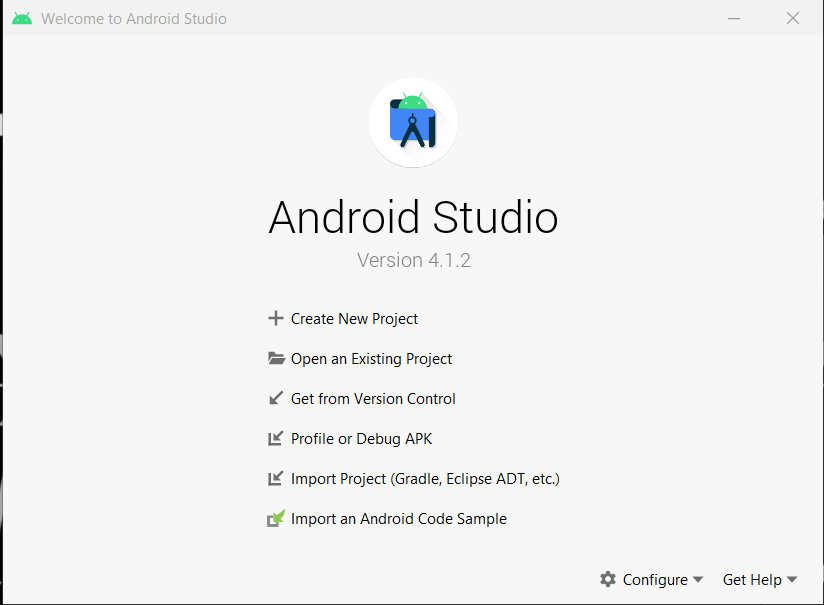 Welcome to Android Studio
Android Studio
Version 4.1.2
Create New Project
Open an Existing Project
Get from Version Control
Profile or Debug APK
Import Project (Gradle, Eclipse ADT, etc.)
Import an Android Code Sample
Configure Get Help